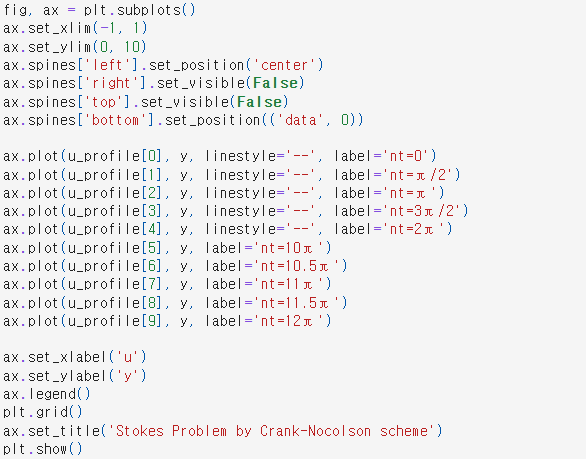 fig, ax = plt.subplots()
ax.set_xlim(-1, 1)
ax.set_ylim(0, 10)
ax.spines['left'].set_position('center')
ax.spines['right'].set_visible(False)
ax.spines['top'].set_visible(False)
ax.spines['bottom'].set_position(('data', 0))

ax.plot(u_profile[0], y, linestyle='--', label='nt=0')
ax.plot(u_profile[1], y, linestyle='--', label='nt=π/2')
ax.plot(u_profile[2], y, linestyle='--', label='nt=π')
ax.plot(u_profile[3], y, linestyle='--', label='nt=3π/2')
ax.plot(u_profile[4], y, linestyle='--', label='nt=2π')
ax.plot(u_profile[5], y, label='nt=10π')
ax.plot(u_profile[6], y, label='nt=10.5π')
ax.plot(u_profile[7], y, label='nt=11π')
ax.plot(u_profile[8], y, label='nt=11.5π')
ax.plot(u_profile[9], y, label='nt=12π')

ax.set_xlabel('u')
ax.set_ylabel('y')
ax.legend()
plt.grid()
ax.set_title('Stokes Problem by Crank-Nocolson scheme')
plt.show()